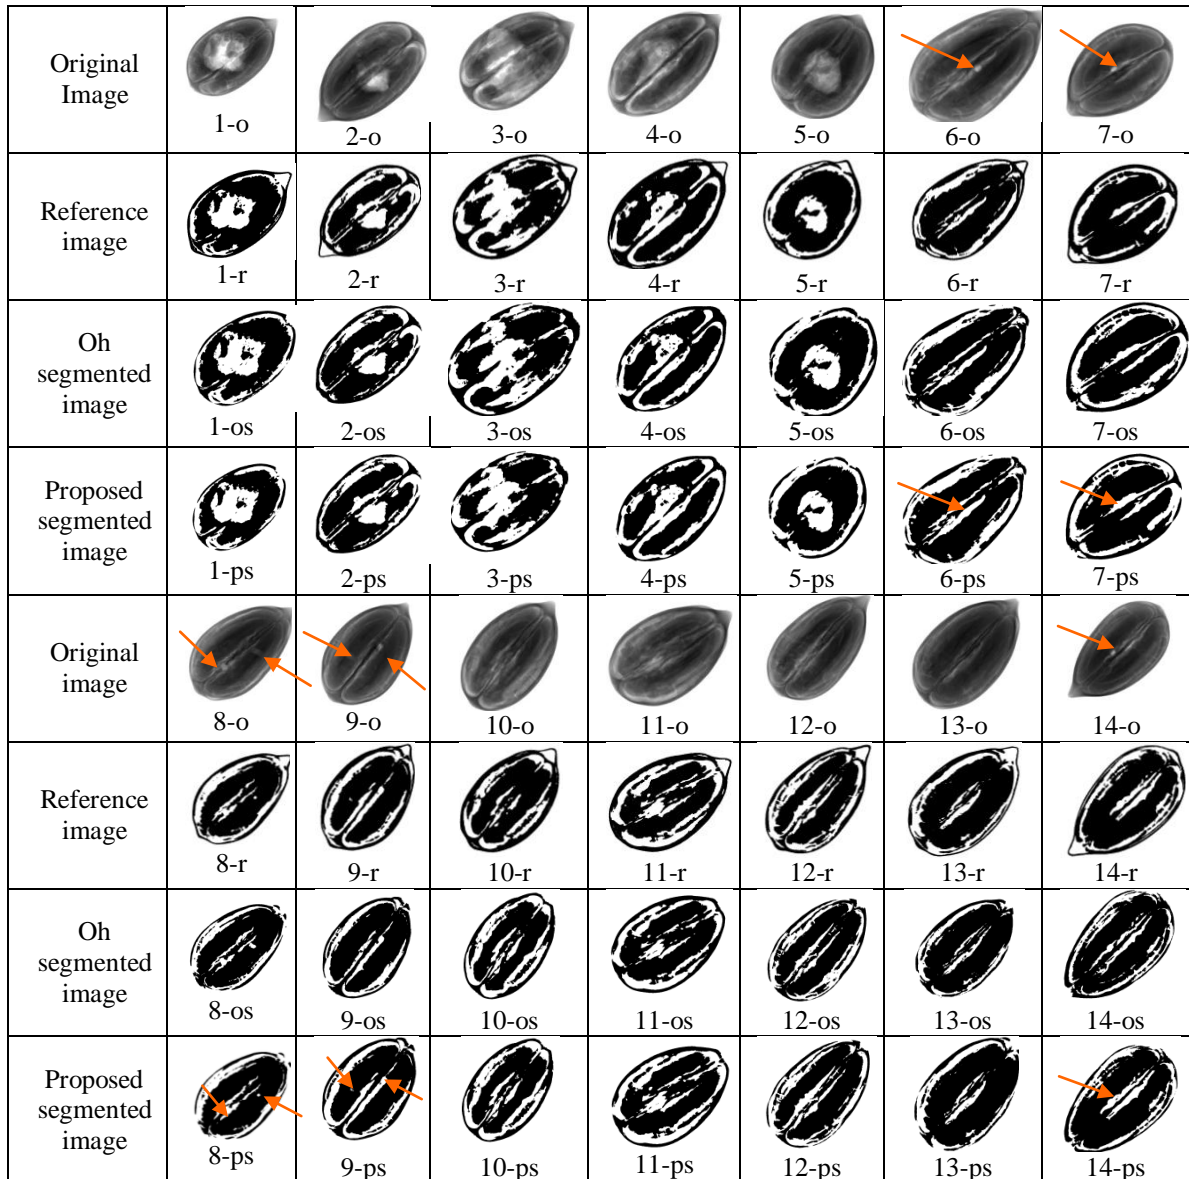 Original
Image
1-o
2-o
3-o
4-o
5-o
6-o
7-o
Reference
image
1-r
2-r
3-r
4-r
5-r
6-r
7-r
Oh
segmented
image
1-os
2-os
3-os
4-os
5-os
6-os
7-os
Proposed
segmented
image
1-ps
2-ps
3-ps
4-ps
5-ps
6-ps
7-ps
Original
image
8-o
9-o
10-o
11-o
12-o
13-o
14-o
Reference
image
8-r
9-r
10-r
11-r
12-r
13-r
14-r
Oh
segmented
image
8-os
9-os
10-os
11-os
12-os
13-os
14-os
Proposed
segmented
image
8-ps
9-ps
10-ps
11-ps
12-ps
13-ps
14-ps